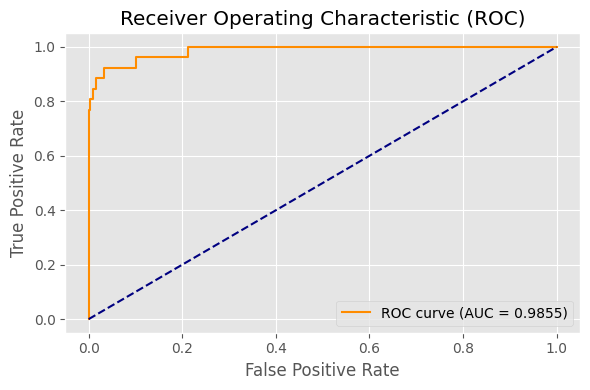 Receiver Operating Characteristic (ROC)
True Positive Rate
1.0
0.8
0.6
0.4
0.2
0.0
ROC curve (AUC = 0.9855)
0.0 0.2 0.4 0.6 0.8 1.0
False Positive Rate